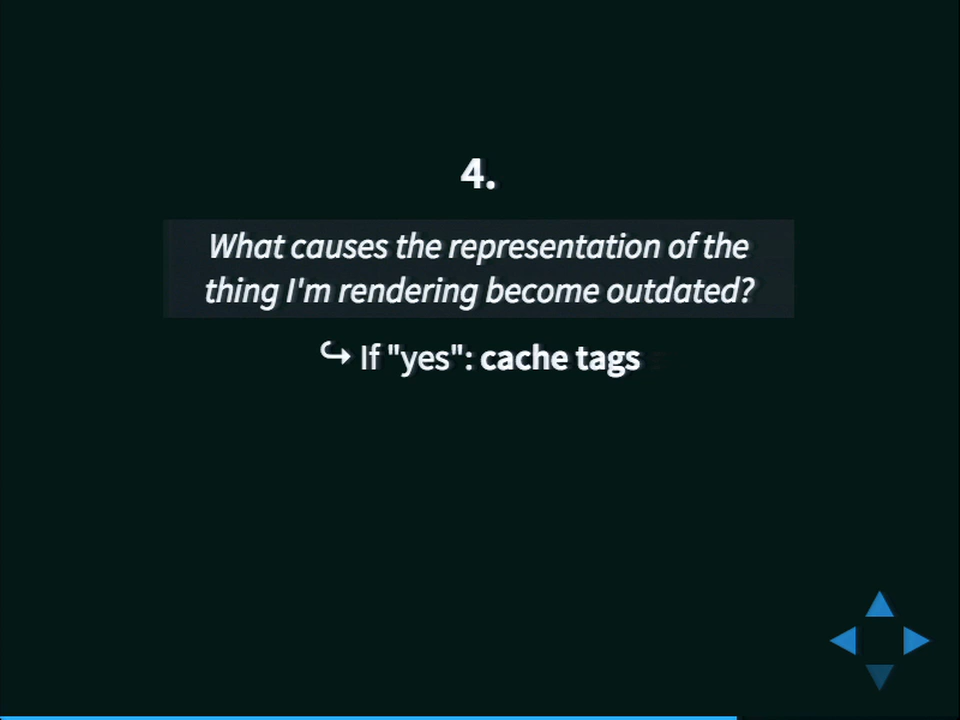 4.
What causes the representation of the
thing I'm rendering become outdated?
↪ If "yes": cache tags